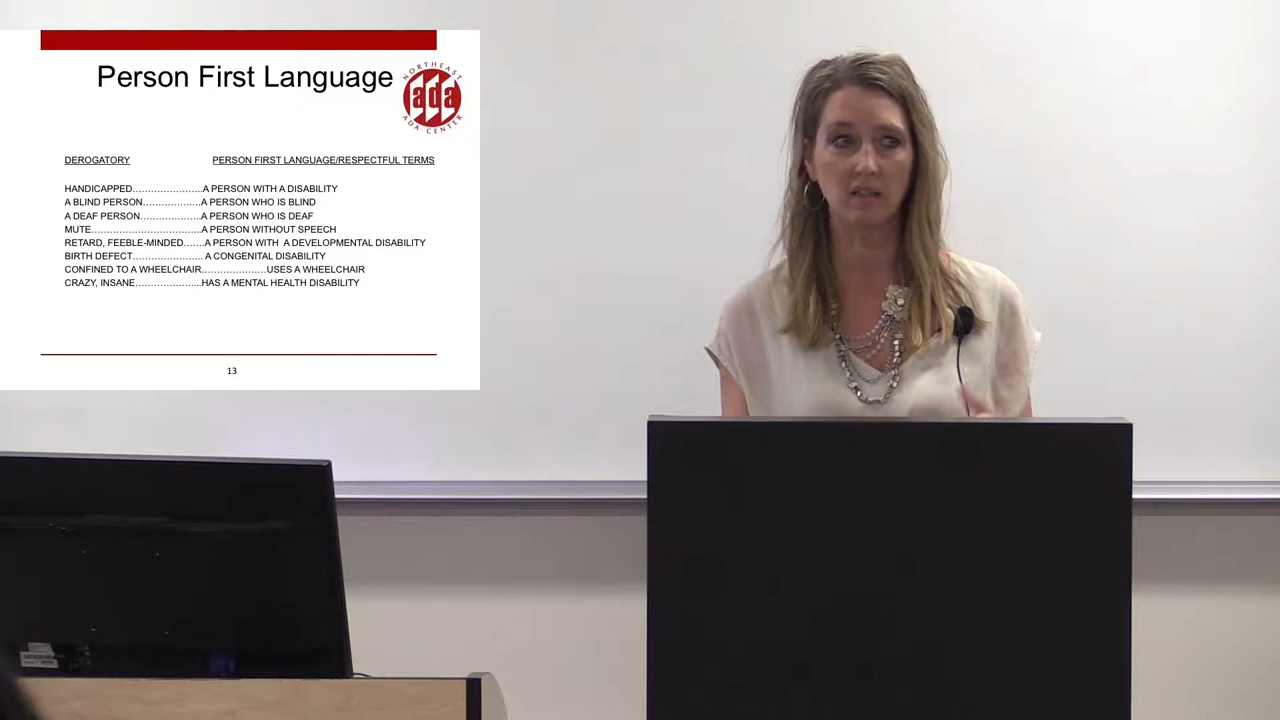 Person First Language
NORTHEAST
ada
ADA CENTER
DEROGATORY PERSON FIRST LANGUAGE/RESPECTFUL TERMS
HANDICAPPED......................A PERSON WITH A DISABILITY
A BLIND PERSON..................A PERSON WHO IS BLIND
A DEAF PERSON...................A PERSON WHO IS DEAF
MUTE..................................A PERSON WITHOUT SPEECH
RETARD, FEEBLE-MINDED.......A PERSON WITH A DEVELOPMENTAL DISABILITY
BIRTH DEFECT...................... A CONGENITAL DISABILITY
CONFINED TO A WHEELCHAIR....................USES A WHEELCHAIR
CRAZY, INSANE.....................HAS A MENTAL HEALTH DISABILITY
13